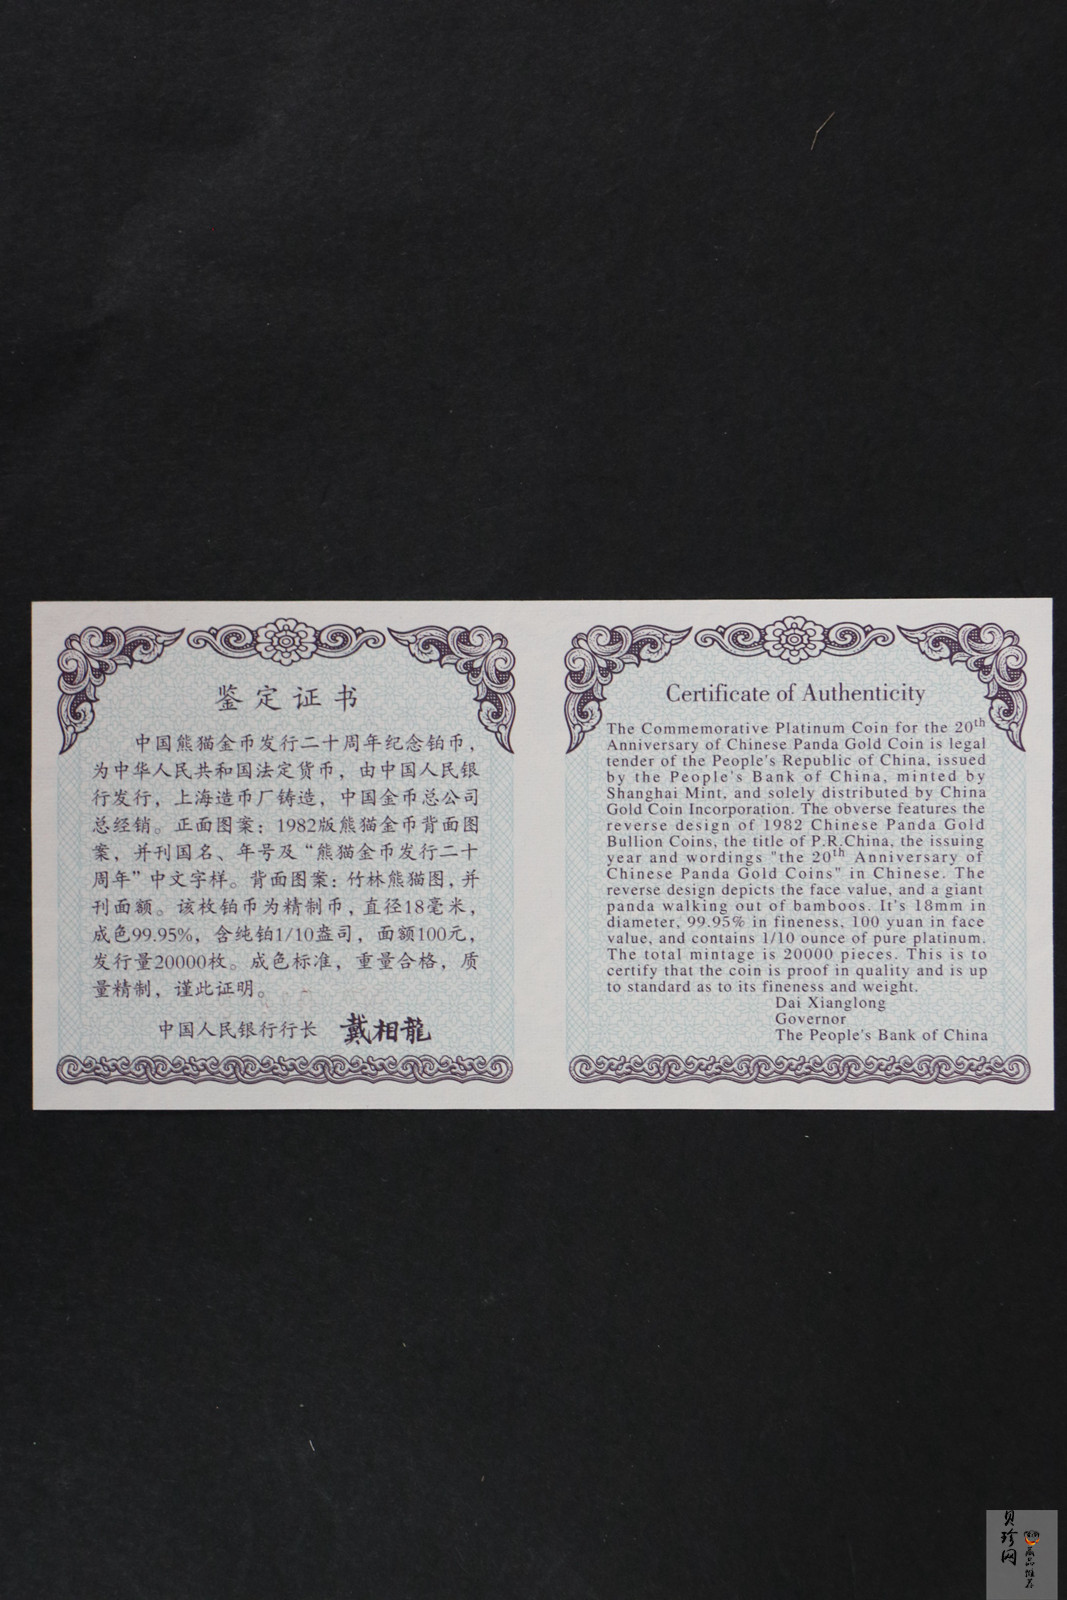 鉴定证书
中国熊猫金币发行二十周年纪念铂币，
为中华人民共和国法定货币，由中国人民银
行发行，上海造币厂铸造，中国金币总公司
总经销。正面图案：1982版熊猫金币背面图
案，并刊国名、年号及“熊猫金币发行二十
周年”中文字样。背面图案：竹林熊猫图，并
刊面额。该枚铂币为精制币，直径18毫米，
成色99.95%，含纯铂1/10盎司，面额100元，
发行量20000枚。成色标准，重量合格，质
量精制，谨此证明。
中国人民银行行长 戴相龍
Certificate of Authenticity
The Commemorative Platinum Coin for the 20th
Anniversary of Chinese Panda Gold Coin is legal
tender of the People's Republic of China, issued
by the People's Bank of China, minted by
Shanghai Mint, and solely distributed by China
Gold Coin Incorporation. The obverse features the
reverse design of 1982 Chinese Panda Gold
Bullion Coins, the title of P.R.China, the issuing
year and wordings "the 20th Anniversary of
Chinese Panda Gold Coins" in Chinese. The
reverse design depicts the face value, and a giant
panda walking out of bamboos. It's 18mm in
diameter, 99.95% in fineness, 100 yuan in face
value, and contains 1/10 ounce of pure platinum.
The total mintage is 20000 pieces. This is to
certify that the coin is proof in quality and is up
to standard as to its fineness and weight.
Dai Xianglong
Governor
The People's Bank of China
贝珍网
藏品推荐